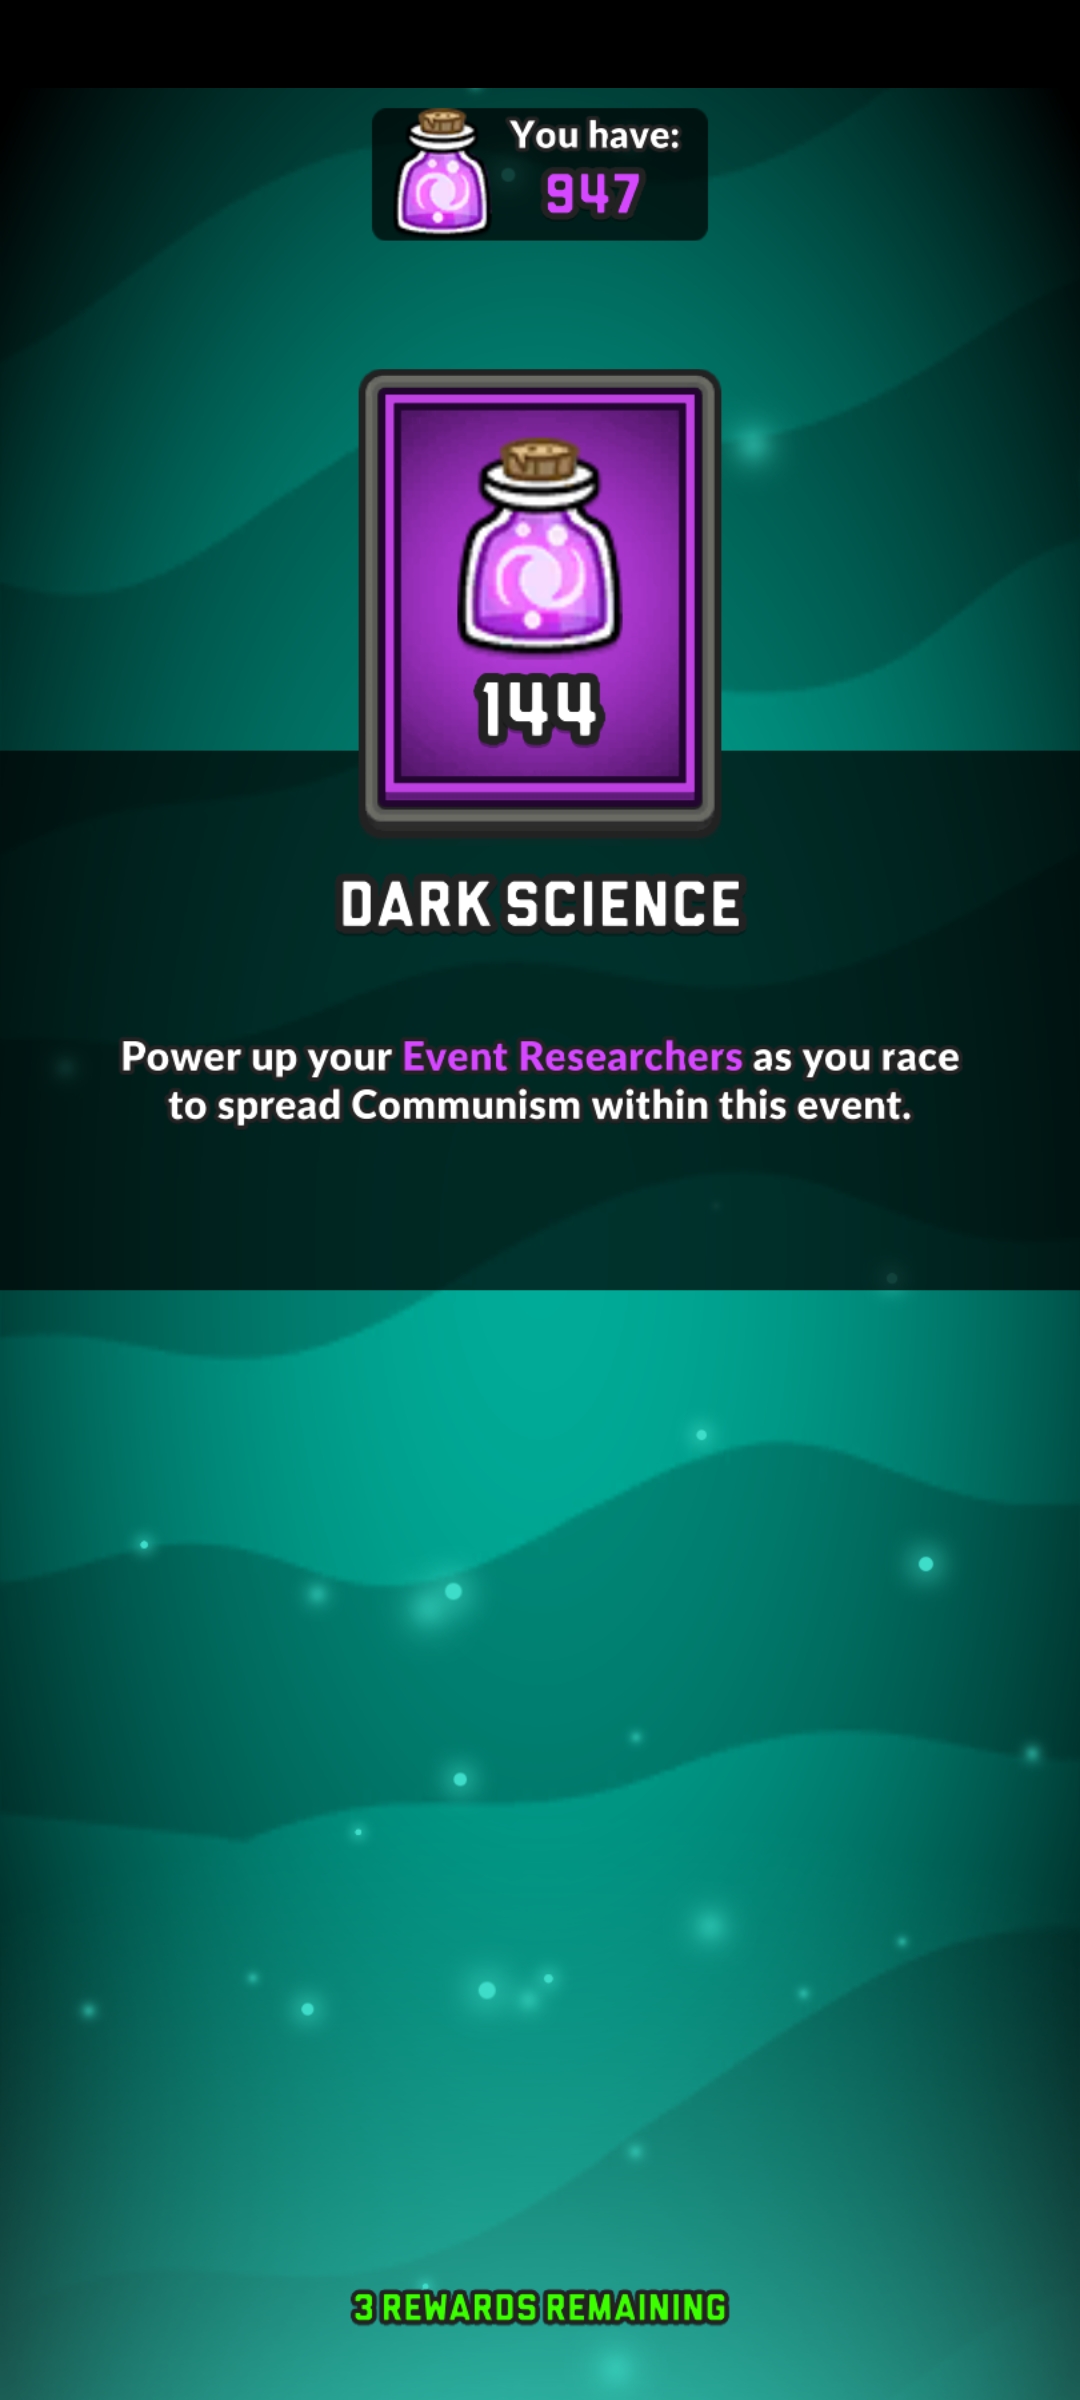 You have:
947
144
DARK SCIENCE
Power up your Event Researchers as you race
to spread Communism within this event.
3 REWARDS REMAINING